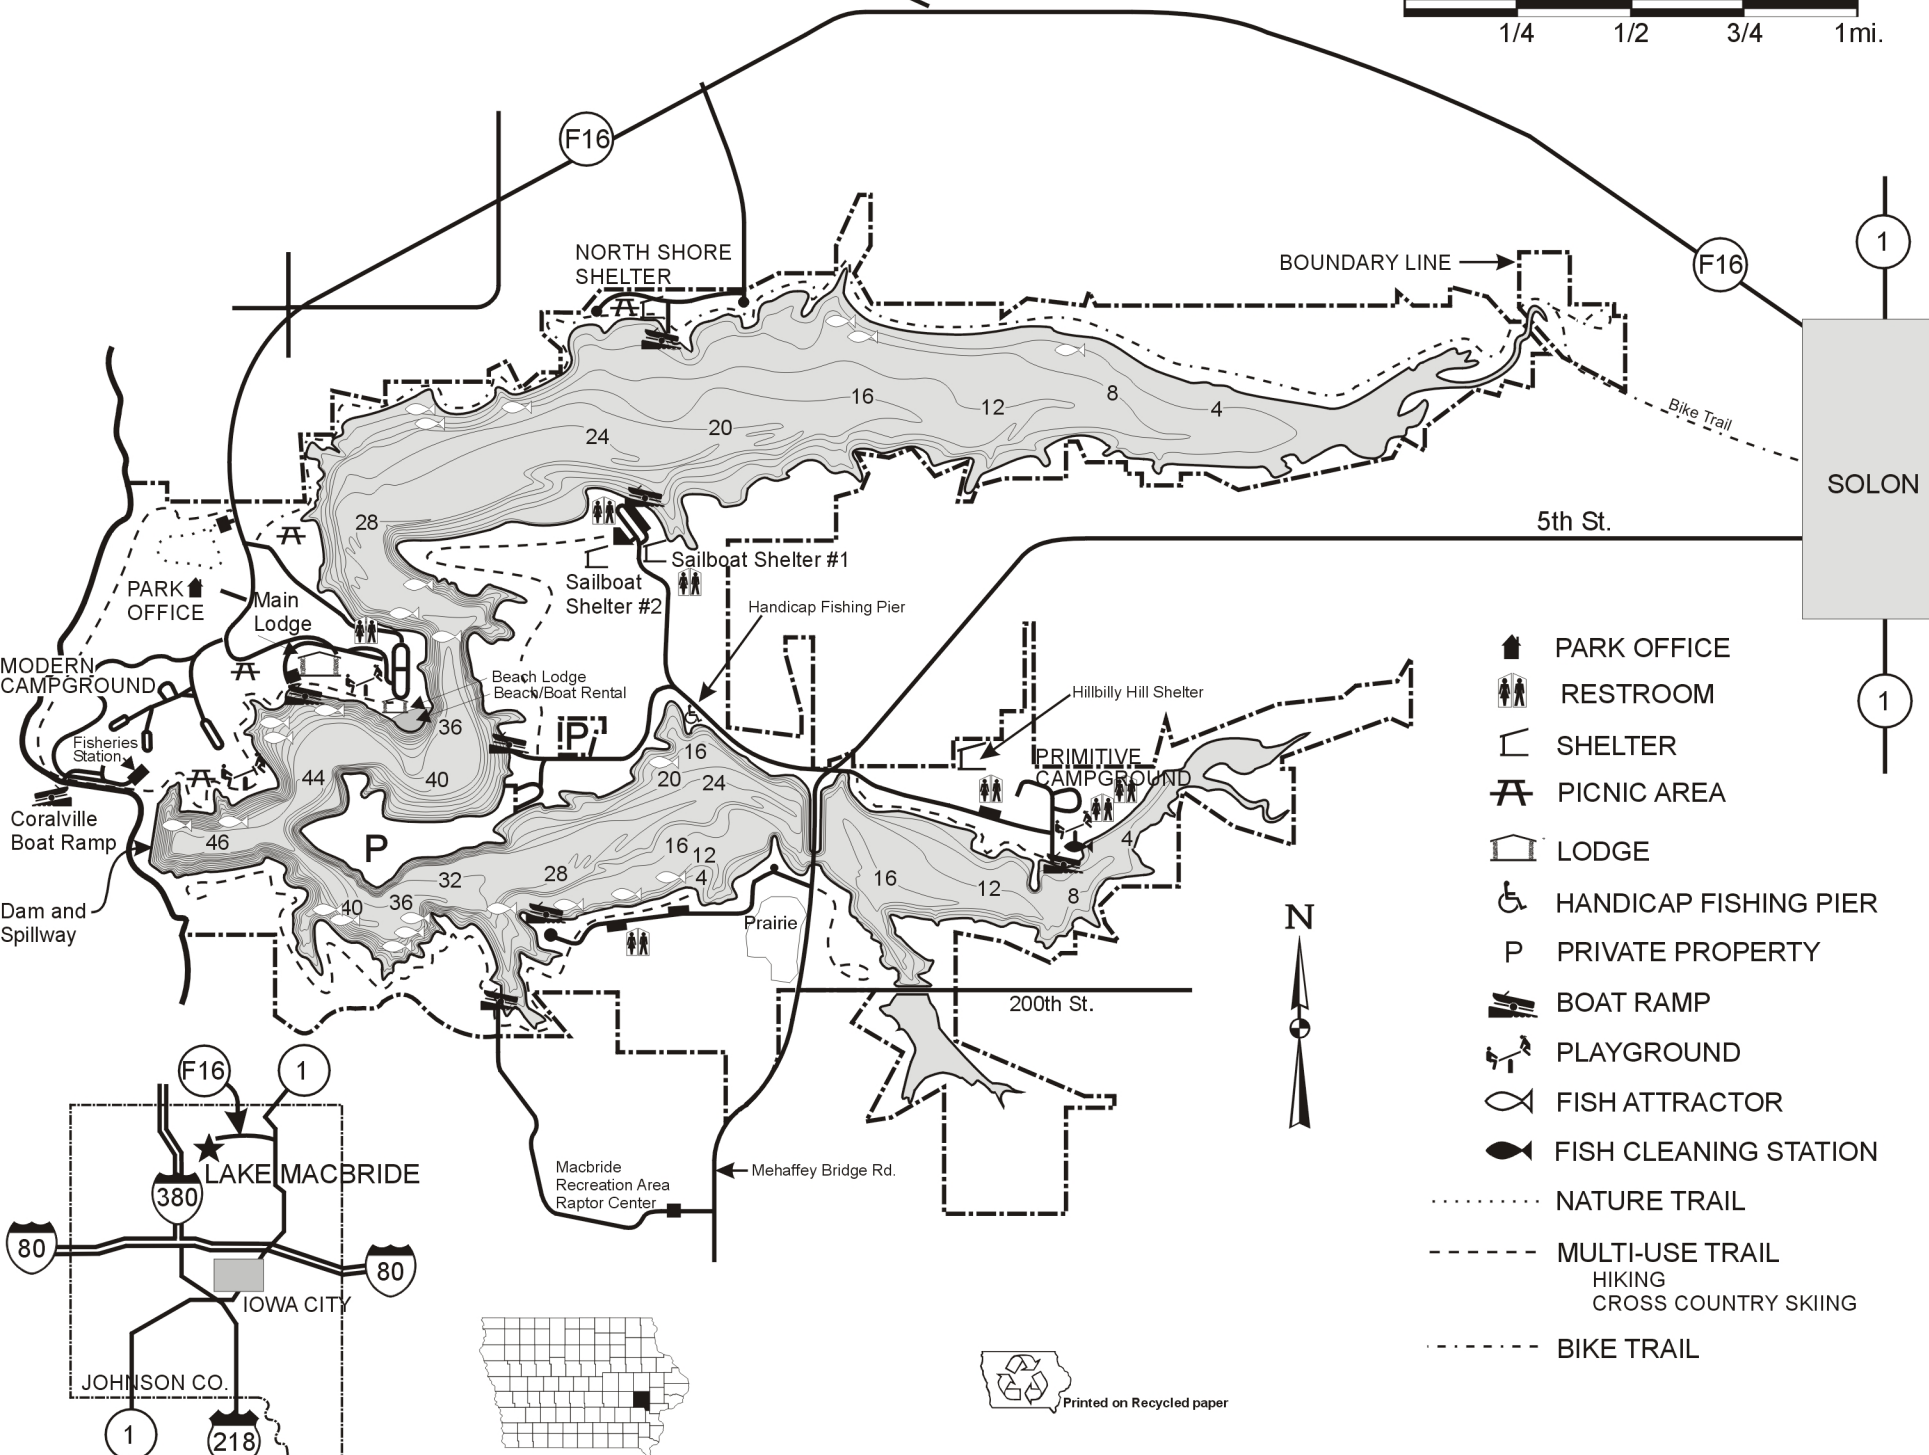 1/4 1/2 3/4 1mi.
F16
NORTH SHORE
SHELTER
BOUNDARY LINE
F16
1
16
12
8
4
20
24
28
Bike Trail
SOLON
5th St.
Sailboat Shelter #1
Sailboat
Shelter #2
PARK
OFFICE
Main
Lodge
Handicap Fishing Pier
MODERN
CAMPGROUND
Beach Lodge
Beach/Boat Rental
Hillbilly Hill Shelter
1
36
P
Fisheries
Station
16
20
24
44
40
PRIMITIVE
CAMPGROUND
Coralville
Boat Ramp
46
P
16
12
4
28
32
36
40
4
16
12
8
Dam and
Spillway
Prairie
N
200th St.
Macbride
Recreation Area
Raptor Center
Mehaffey Bridge Rd.
PARK OFFICE
RESTROOM
SHELTER
PICNIC AREA
LODGE
HANDICAP FISHING PIER
P PRIVATE PROPERTY
BOAT RAMP
PLAYGROUND
FISH ATTRACTOR
FISH CLEANING STATION
NATURE TRAIL
MULTI-USE TRAIL
HIKING
CROSS COUNTRY SKIING
BIKE TRAIL
F16
1
LAKE MACBRIDE
380
80
80
IOWA CITY
JOHNSON CO.
1
218
Printed on Recycled paper